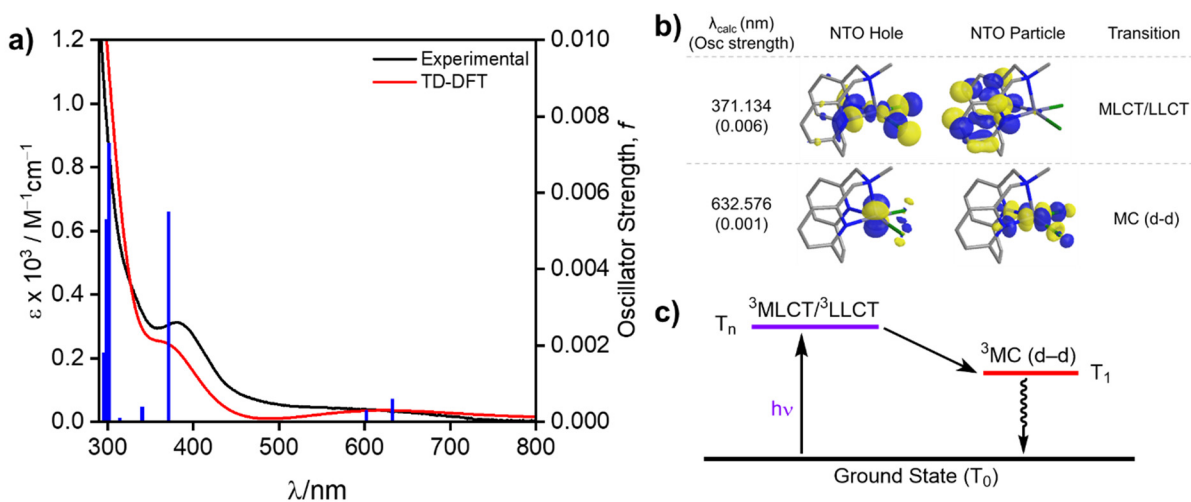 a)
1.2
1.0
0.8
0.6
0.4
0.2
0.0
ε x 10³ / M⁻¹cm⁻¹
300 400 500 600 700 800
λ/nm
0.010
0.008
0.006
0.004
0.002
0.000
Oscillator Strength, f
Experimental
TD-DFT
b)
λcalc (nm) NTO Hole NTO Particle Transition
(Osc strength)
371.134 MLCT/LLCT
(0.006)
632.576 MC (d-d)
(0.001)
c)
³MLCT/³LLCT
Tn
³MC (d–d)
T₁
hν
Ground State (T₀)